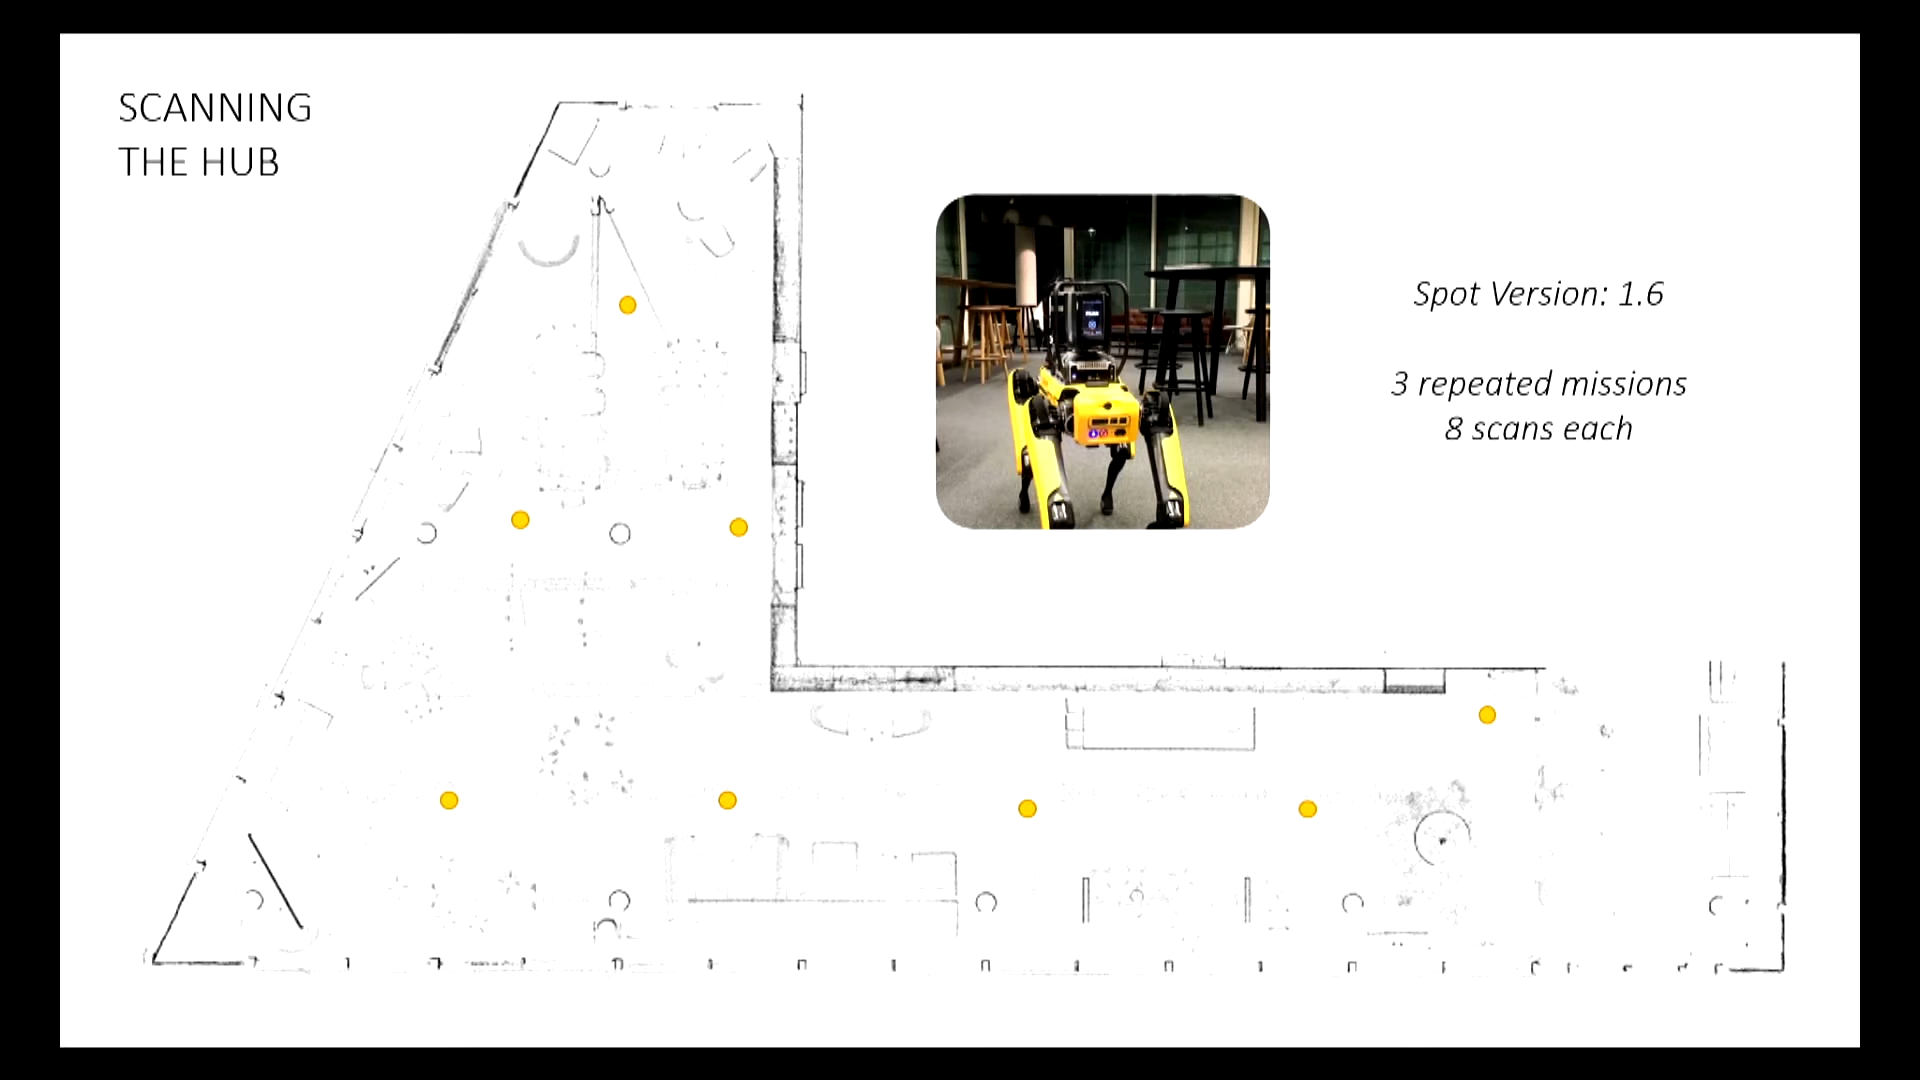 SCANNING
THE HUB
Spot Version: 1.6
3 repeated missions
8 scans each